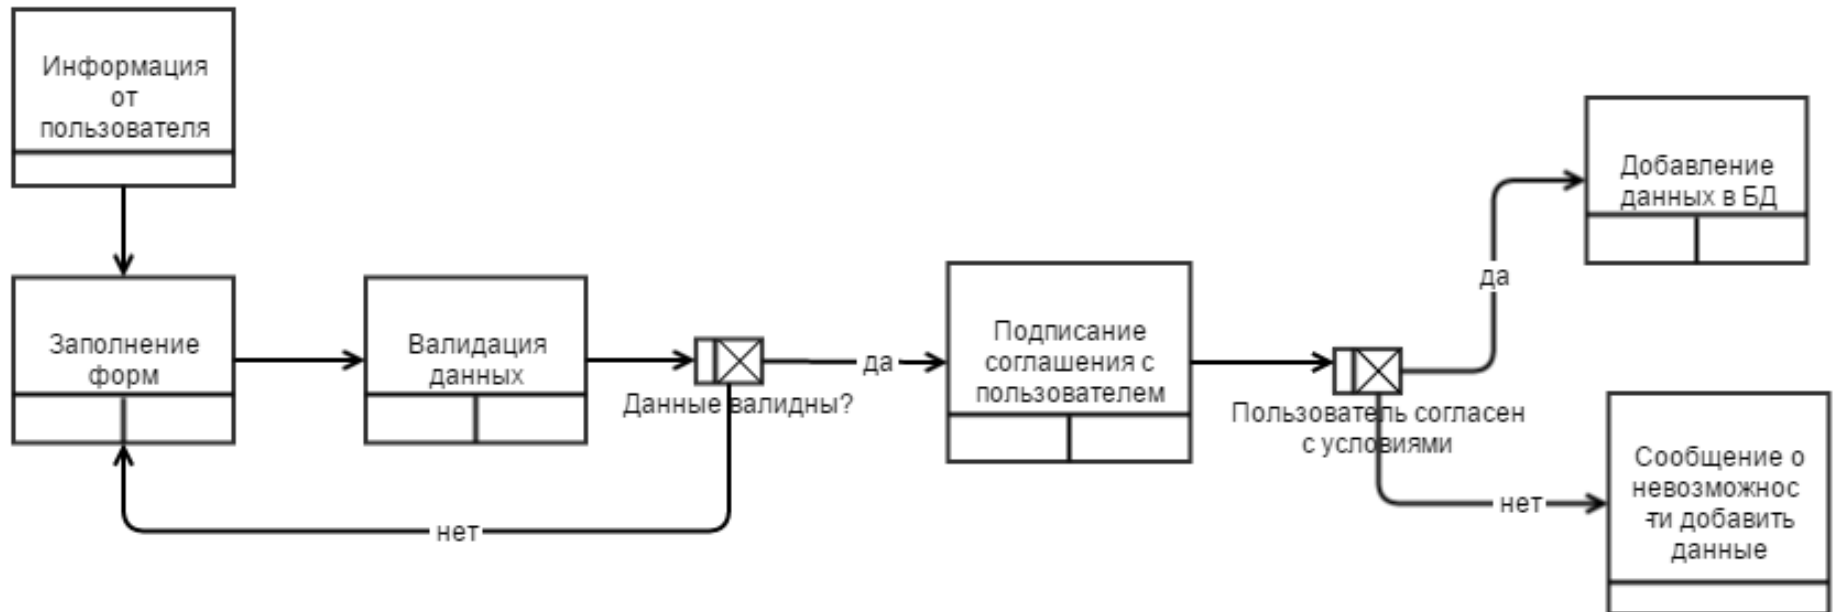 Информация
от
пользователя
Заполнение
форм
Валидация
данных
Данные валидны?
да
нет
Подписание
соглашения с
пользователем
Пользователь согласен
с условиями
да
нет
Добавление
данных в БД
Сообщение о
невозможнос
-ти добавить
данные